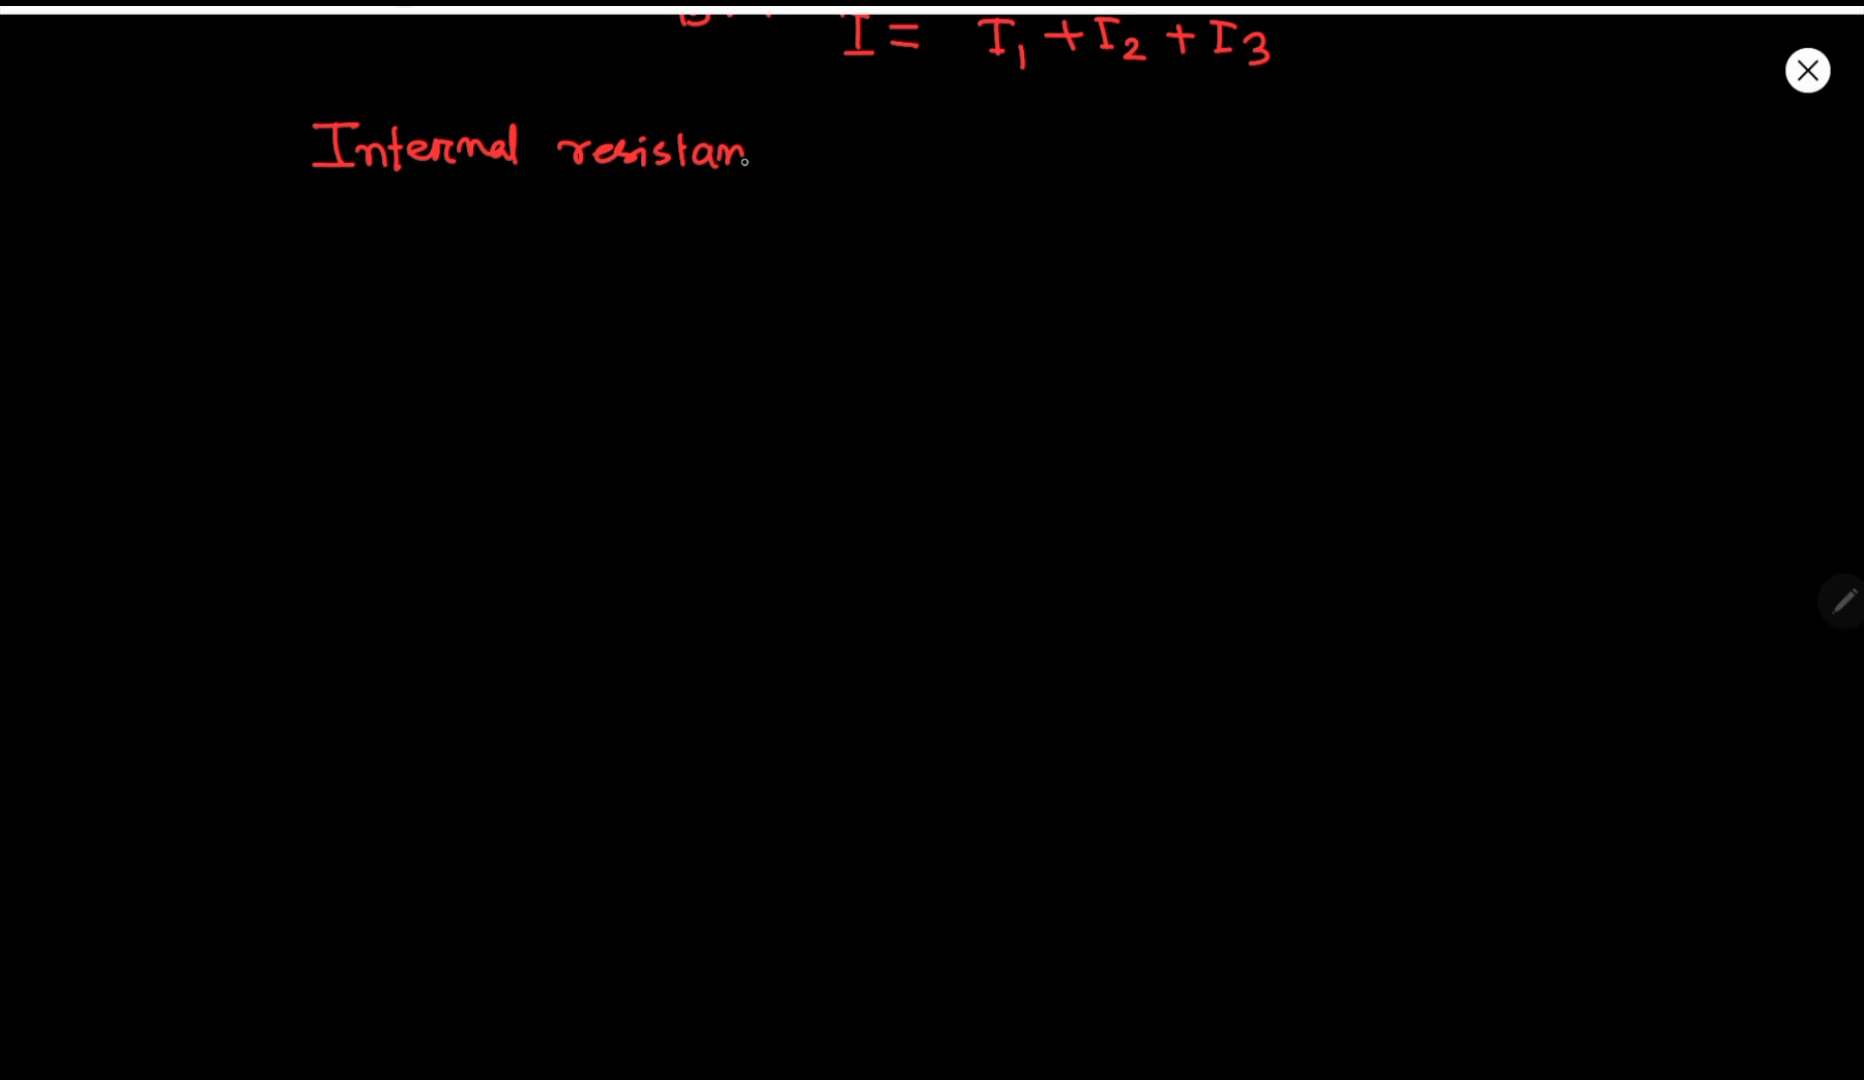 I = I₁ + I₂ + I₃
Internal resistan